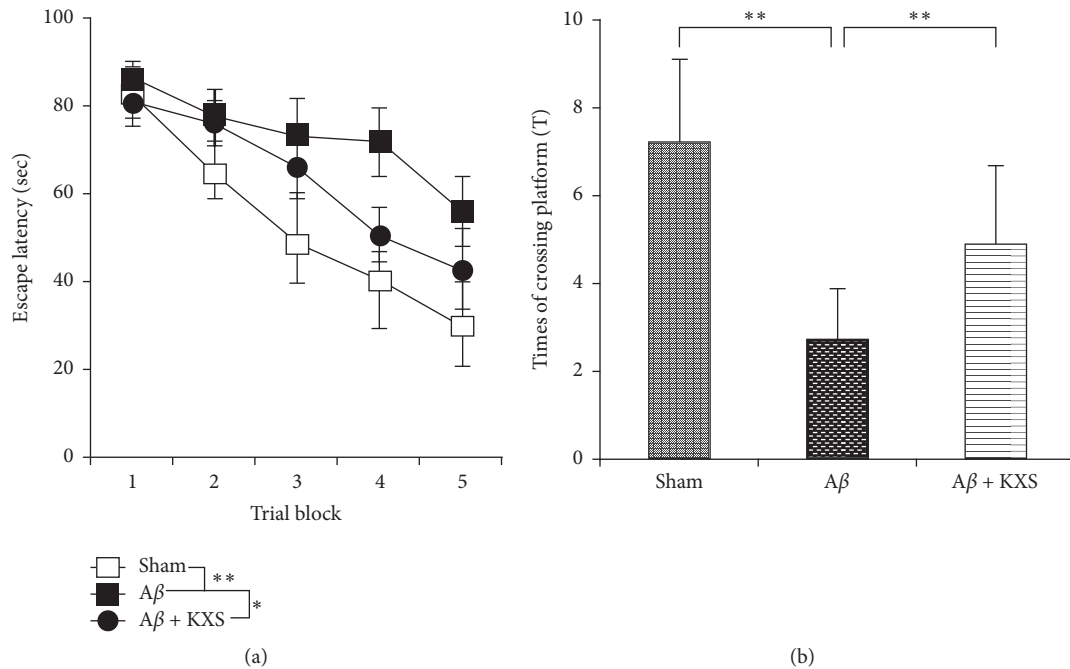 100
80
60
40
20
0
Escape latency (sec)
1 2 3 4 5
Trial block
Sham
Aβ
Aβ + KXS
**
*
(a)
10
8
6
4
2
0
Times of crossing platform (T)
** **
Sham Aβ Aβ + KXS
(b)